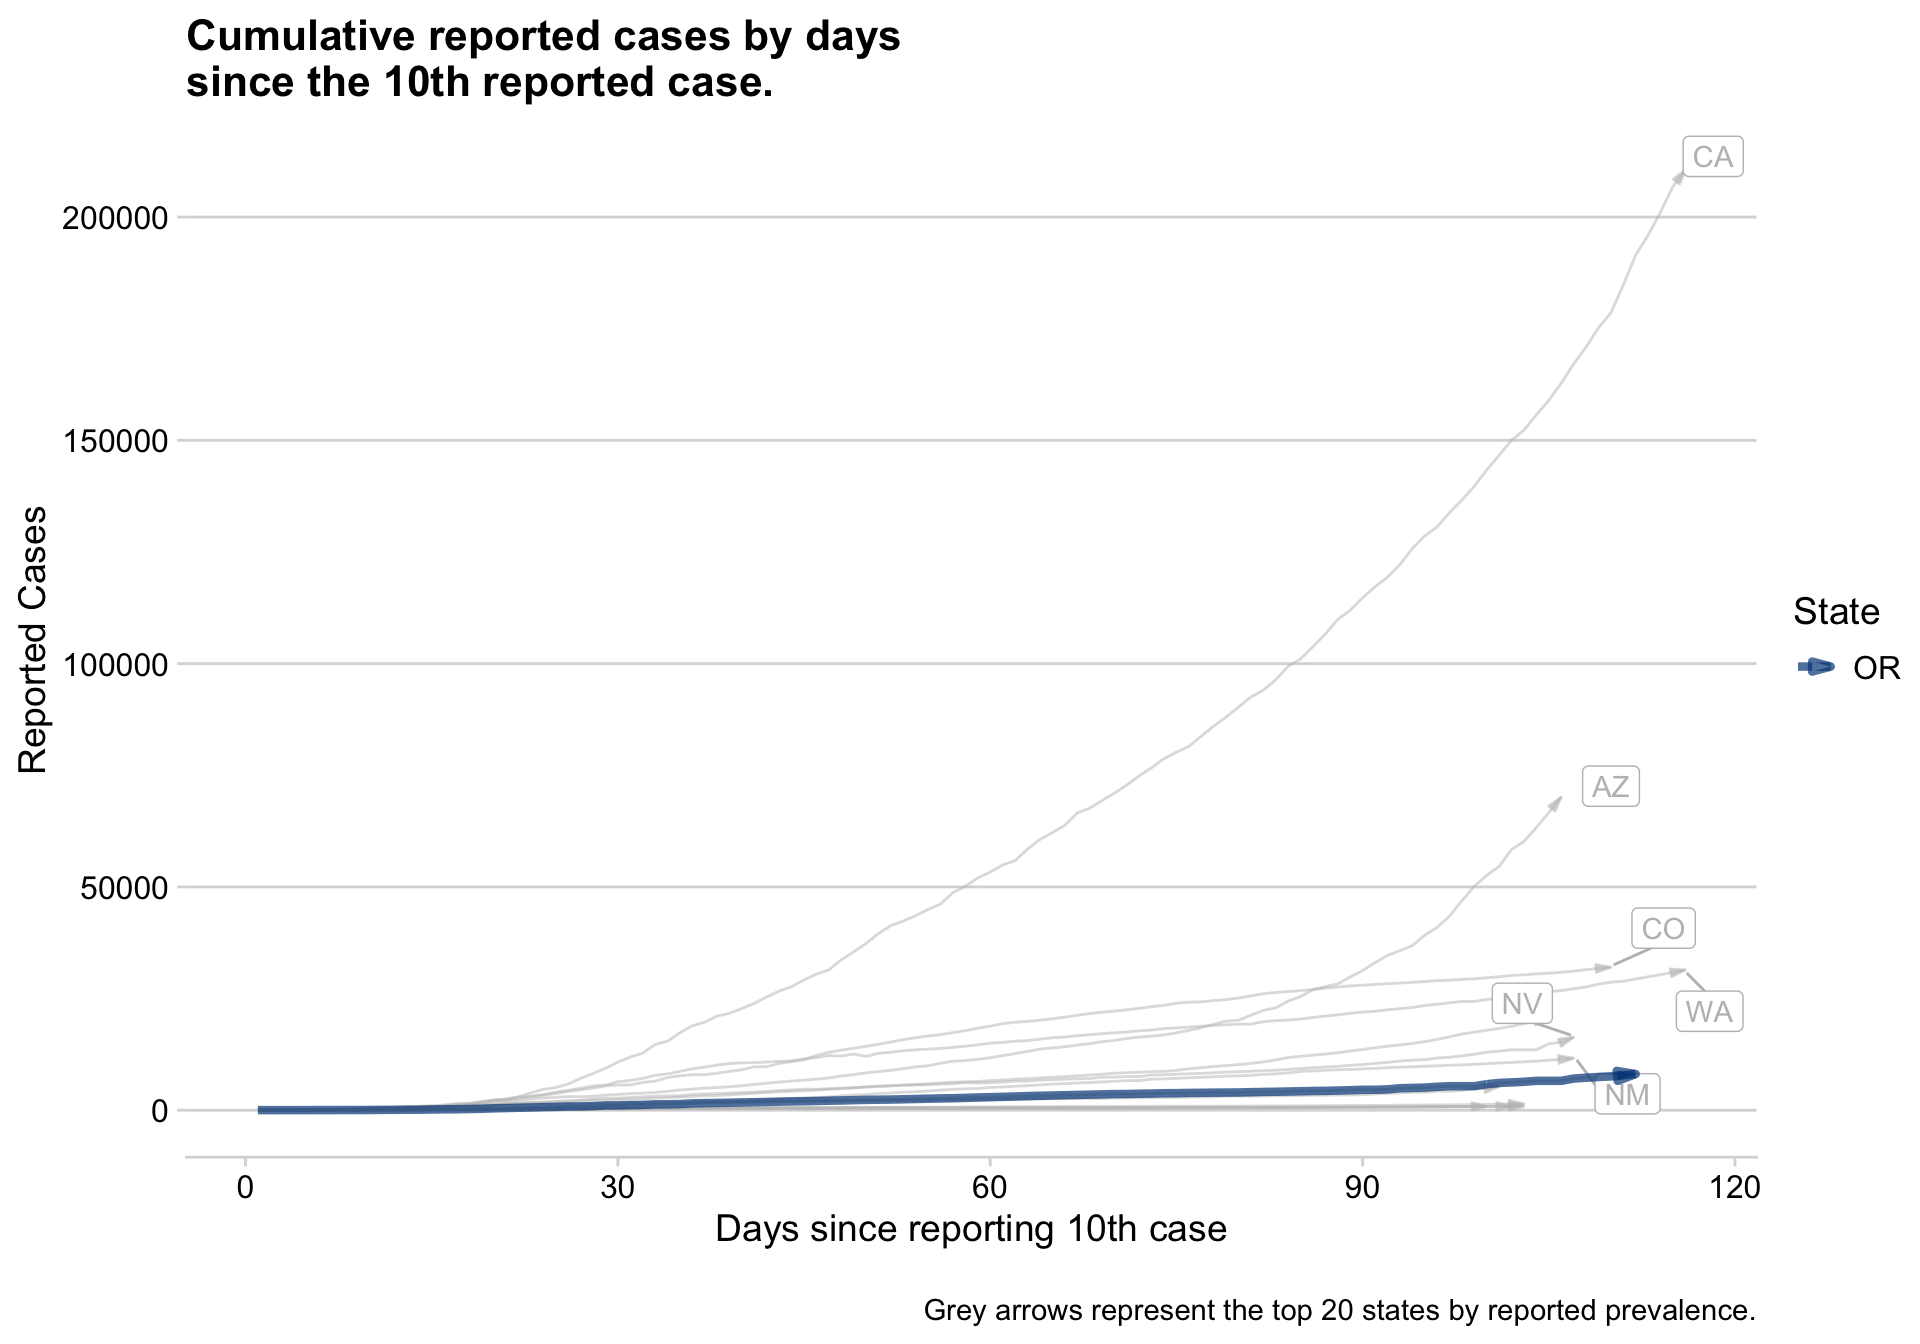 Cumulative reported cases by days
since the 10th reported case.
CA
200000
150000
Reported Cases
State
100000
OR
AZ
50000
CO
NV
WA
NM
0
0 30 60 90 120
Days since reporting 10th case
Grey arrows represent the top 20 states by reported prevalence.